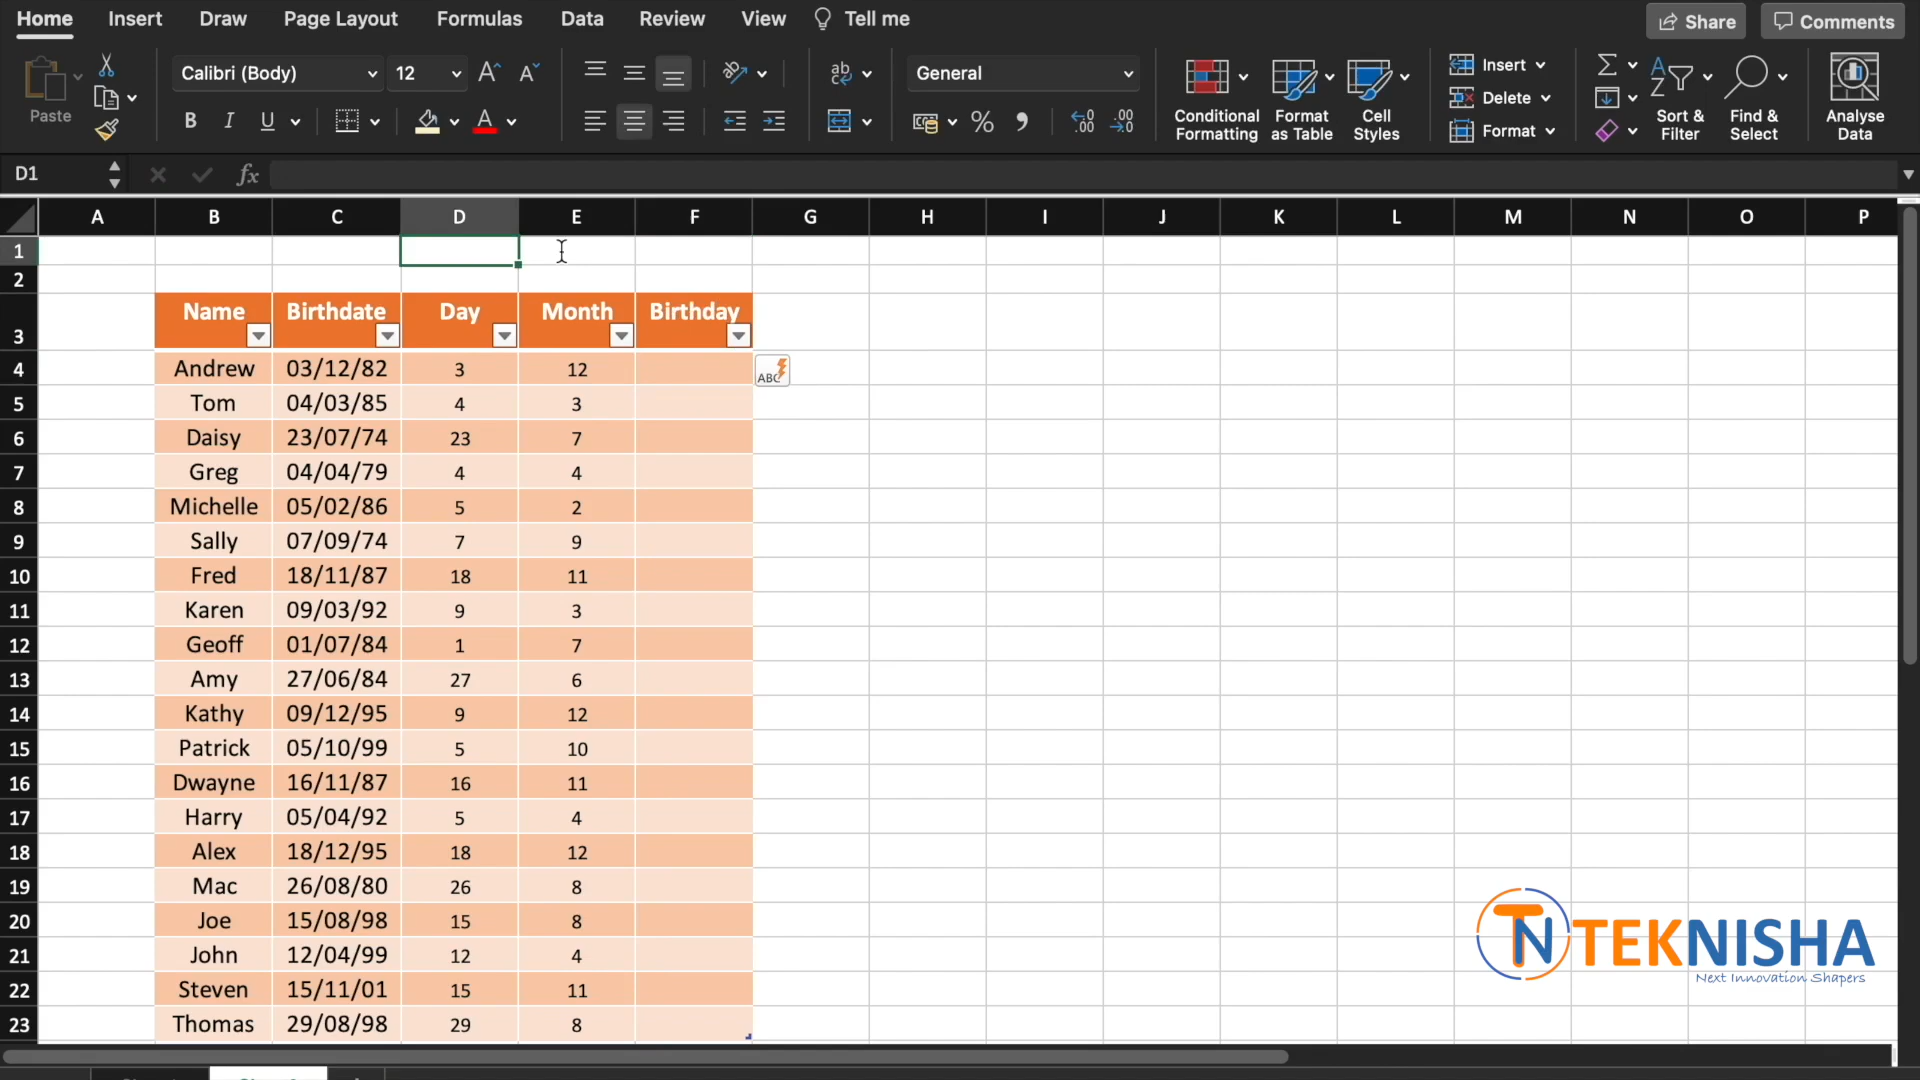 Home Insert Draw Page Layout Formulas Data Review View Tell me Share Comments
Paste
Calibri (Body) 12
B I U A
ab
General
% 
Conditional Formatting
Format as Table
Cell Styles
Insert
Delete
Format
Sort & Filter
Find & Select
Analyse Data
D1 fx
A B C D E F G H I J K L M N O P
1
2
3 Name Birthdate Day Month Birthday
4 Andrew 03/12/82 3 12 ABC
5 Tom 04/03/85 4 3
6 Daisy 23/07/74 23 7
7 Greg 04/04/79 4 4
8 Michelle 05/02/86 5 2
9 Sally 07/09/74 7 9
10 Fred 18/11/87 18 11
11 Karen 09/03/92 9 3
12 Geoff 01/07/84 1 7
13 Amy 27/06/84 27 6
14 Kathy 09/12/95 9 12
15 Patrick 05/10/99 5 10
16 Dwayne 16/11/87 16 11
17 Harry 05/04/92 5 4
18 Alex 18/12/95 18 12
19 Mac 26/08/80 26 8
20 Joe 15/08/98 15 8
21 John 12/04/99 12 4
22 Steven 15/11/01 15 11
23 Thomas 29/08/98 29 8
TN TEKNISHA
Next Innovation Shapers